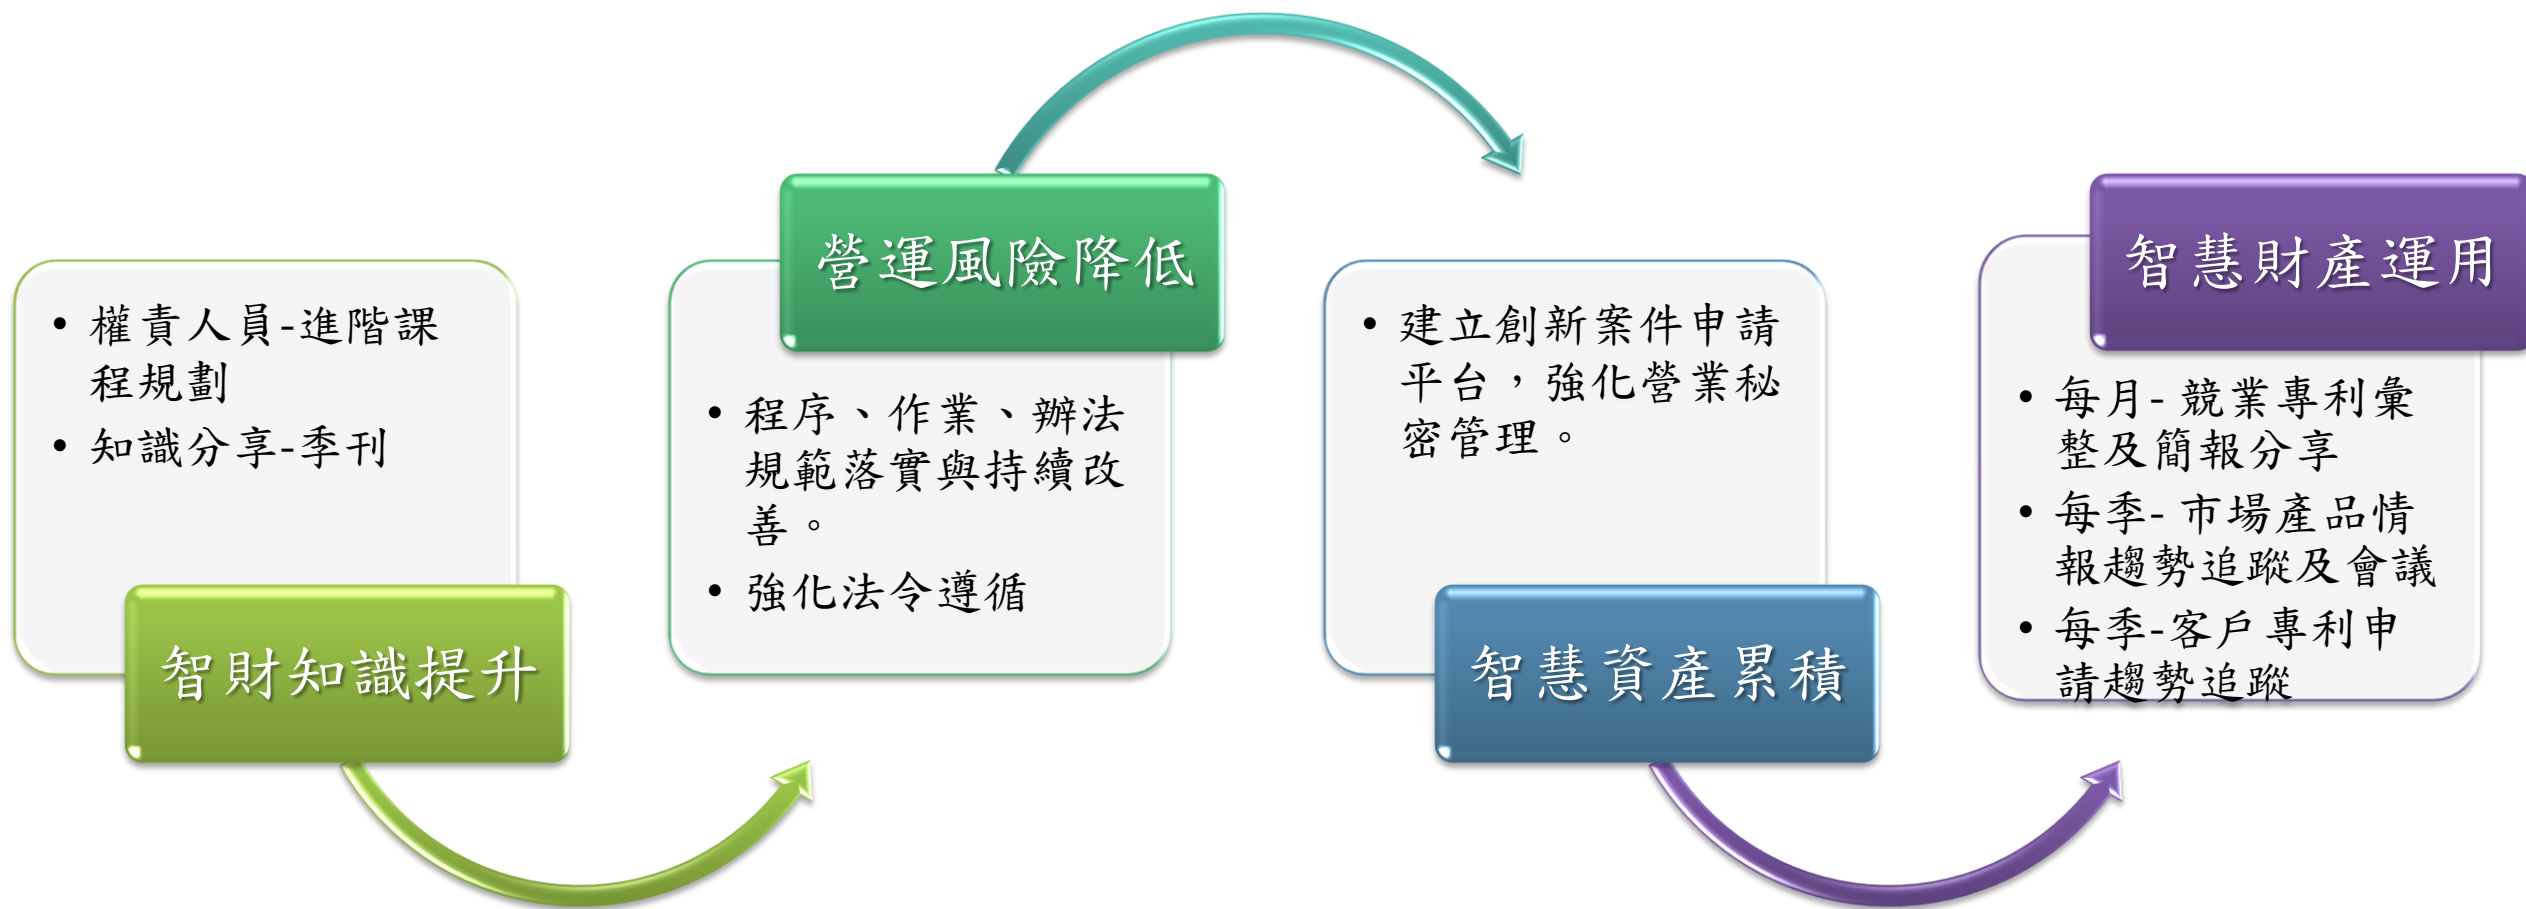 • 權責人員-進階課
程規劃
• 知識分享-季刊
智財知識提升
營運風險降低
• 程序、作業、辦法
規範落實與持續改
善。
• 強化法令遵循
• 建立創新案件申請
平台，強化營業秘
密管理。
智慧資產累積
智慧財產運用
• 每月- 競業專利彙
整及簡報分享
• 每季- 市場產品情
報趨勢追蹤及會議
• 每季-客戶專利申
請趨勢追蹤